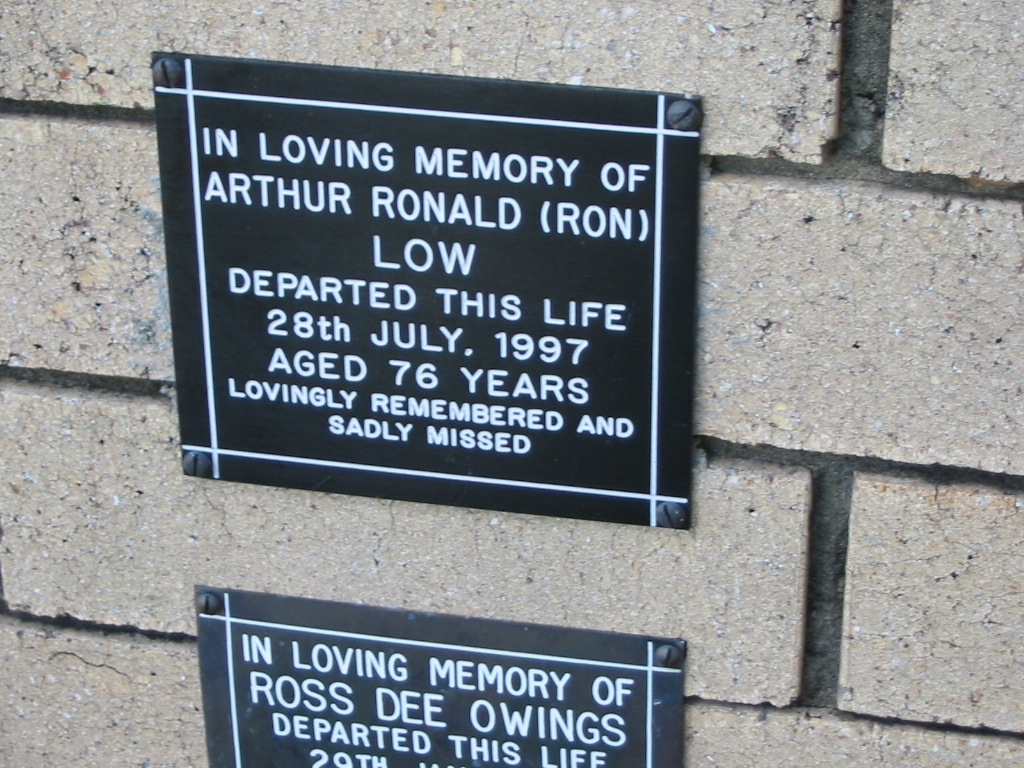 IN LOVING MEMORY OF
ARTHUR RONALD (RON)
LOW
DEPARTED THIS LIFE
28th JULY, 1997
AGED 76 YEARS
LOVINGLY REMEMBERED AND
SADLY MISSED
IN LOVING MEMORY OF
ROSS DEE OWINGS
DEPARTED THIS LIFE
29TH